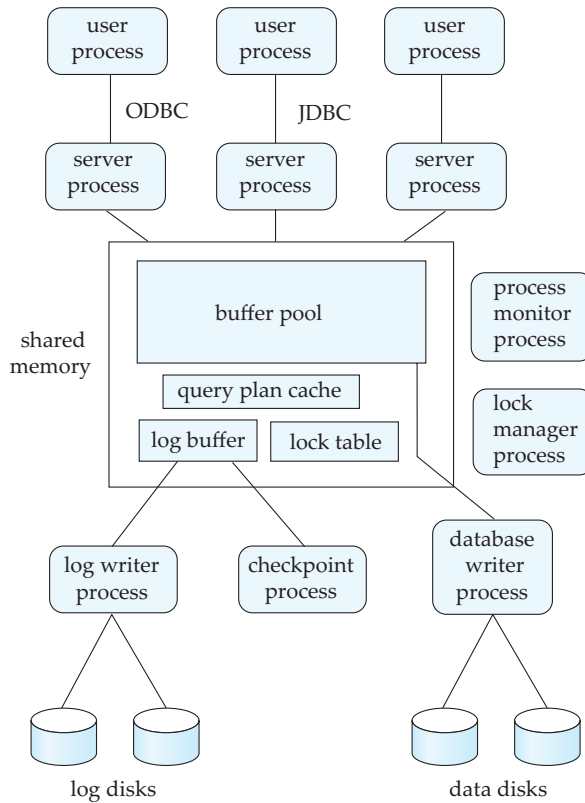 user
process
user
process
user
process
ODBC
JDBC
server
process
server
process
server
process
shared
memory
buffer pool
query plan cache
log buffer
lock table
process
monitor
process
lock
manager
process
log writer
process
checkpoint
process
database
writer
process
log disks
data disks